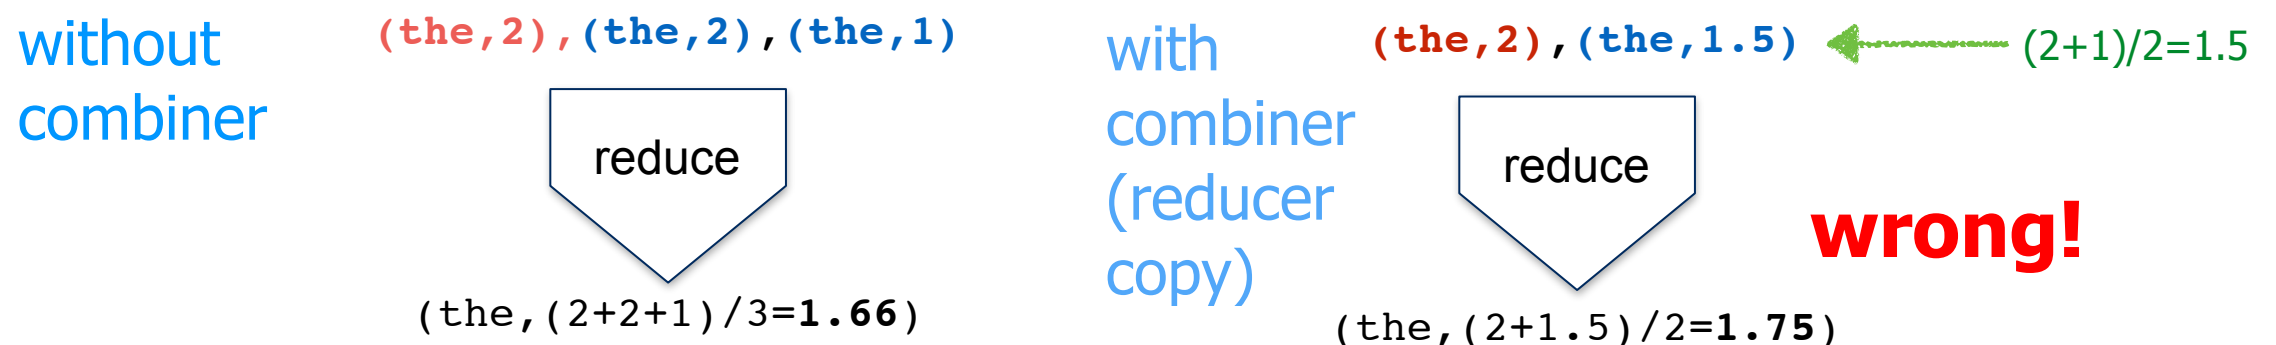 without
combiner
(the,2),(the,2),(the,1)
reduce
(the,(2+2+1)/3=1.66)
with
combiner
(reducer
copy)
(the,2),(the,1.5)
(2+1)/2=1.5
reduce
wrong!
(the,(2+1.5)/2=1.75)